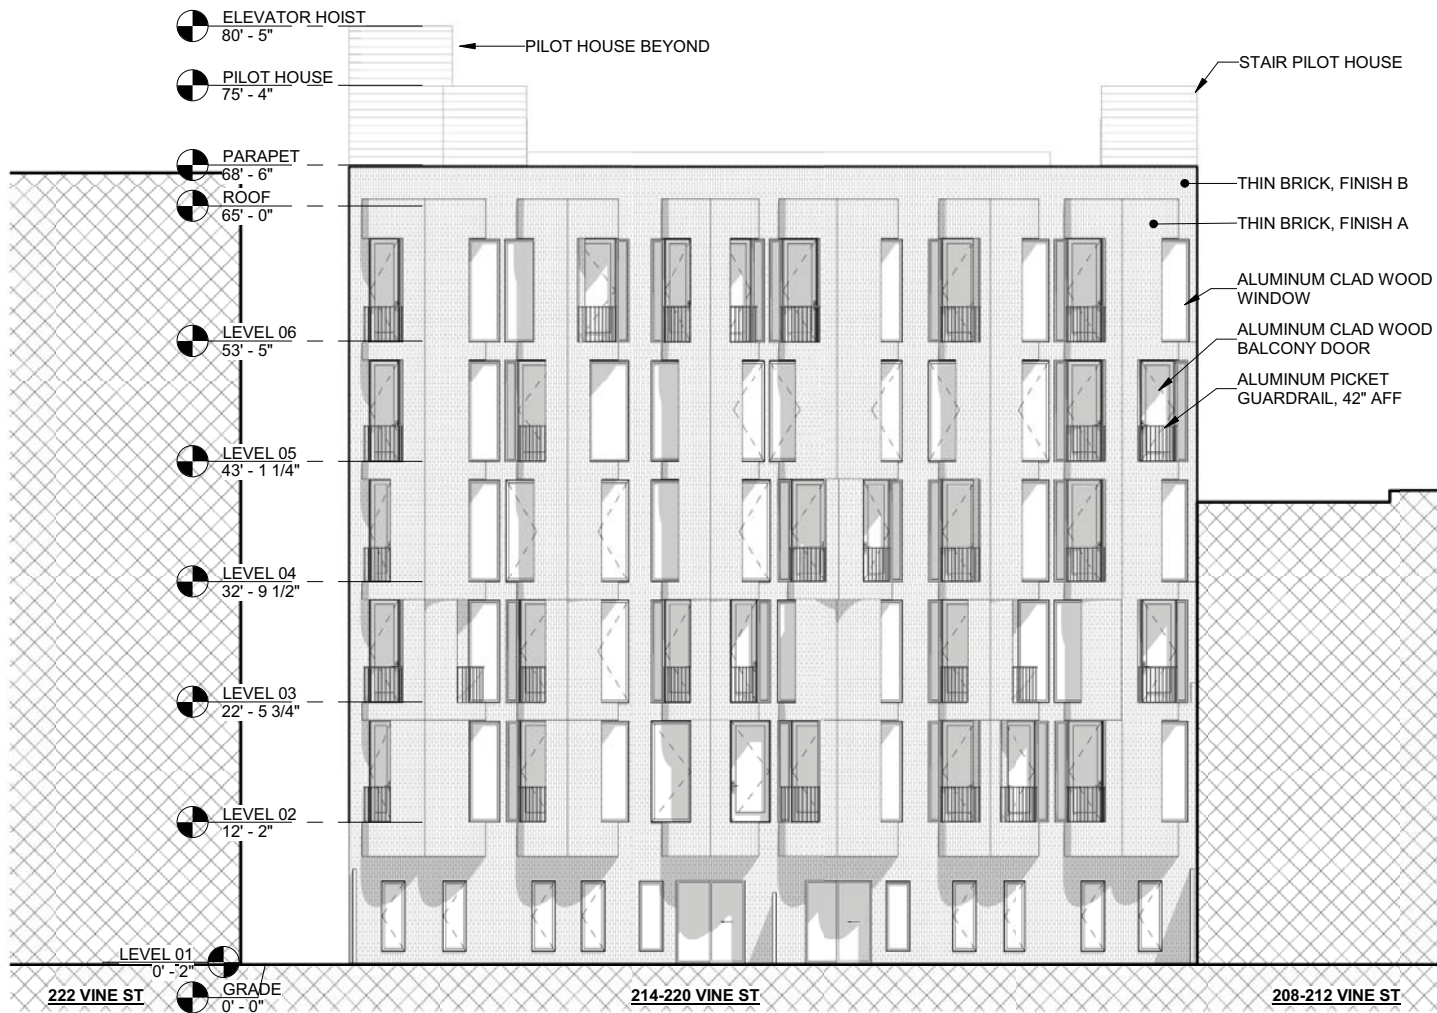 ELEVATOR HOIST
80' - 5"
PILOT HOUSE BEYOND
STAIR PILOT HOUSE
PILOT HOUSE
75' - 4"
PARAPET
68' - 6"
THIN BRICK, FINISH B
ROOF
65' - 0"
THIN BRICK, FINISH A
ALUMINUM CLAD WOOD
WINDOW
LEVEL 06
53' - 5"
ALUMINUM CLAD WOOD
BALCONY DOOR
ALUMINUM PICKET
GUARDRAIL, 42" AFF
LEVEL 05
43' - 1 1/4"
LEVEL 04
32' - 9 1/2"
LEVEL 03
22' - 5 3/4"
LEVEL 02
12' - 2"
LEVEL 01
0' - 2"
GRADE
0' - 0"
222 VINE ST
214-220 VINE ST
208-212 VINE ST